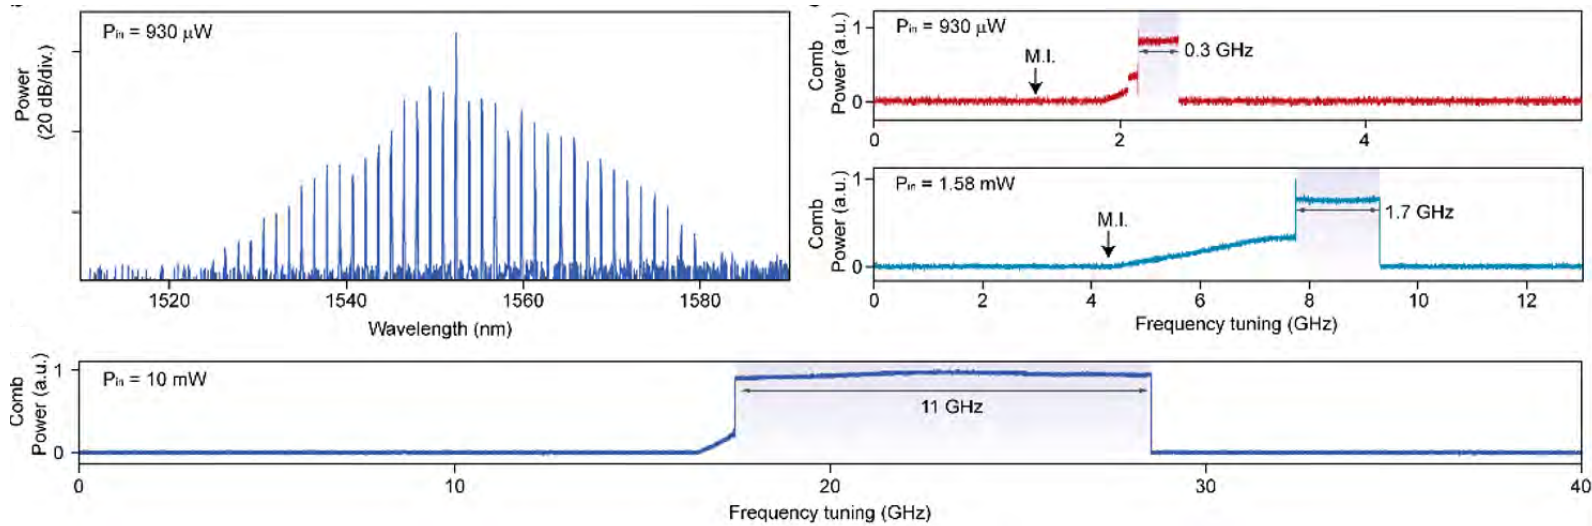 Pin = 930 μW
Power
(20 dB/div.)
1520
1540
1560
1580
Wavelength (nm)
Pin = 930 μW
Comb
Power (a.u.)
1
0
M.I.
0.3 GHz
0
2
4
Pin = 1.58 mW
Comb
Power (a.u.)
1
0
M.I.
1.7 GHz
0
2
4
6
8
10
12
Frequency tuning (GHz)
Pin = 10 mW
Comb
Power (a.u.)
1
0
11 GHz
0
10
20
30
40
Frequency tuning (GHz)